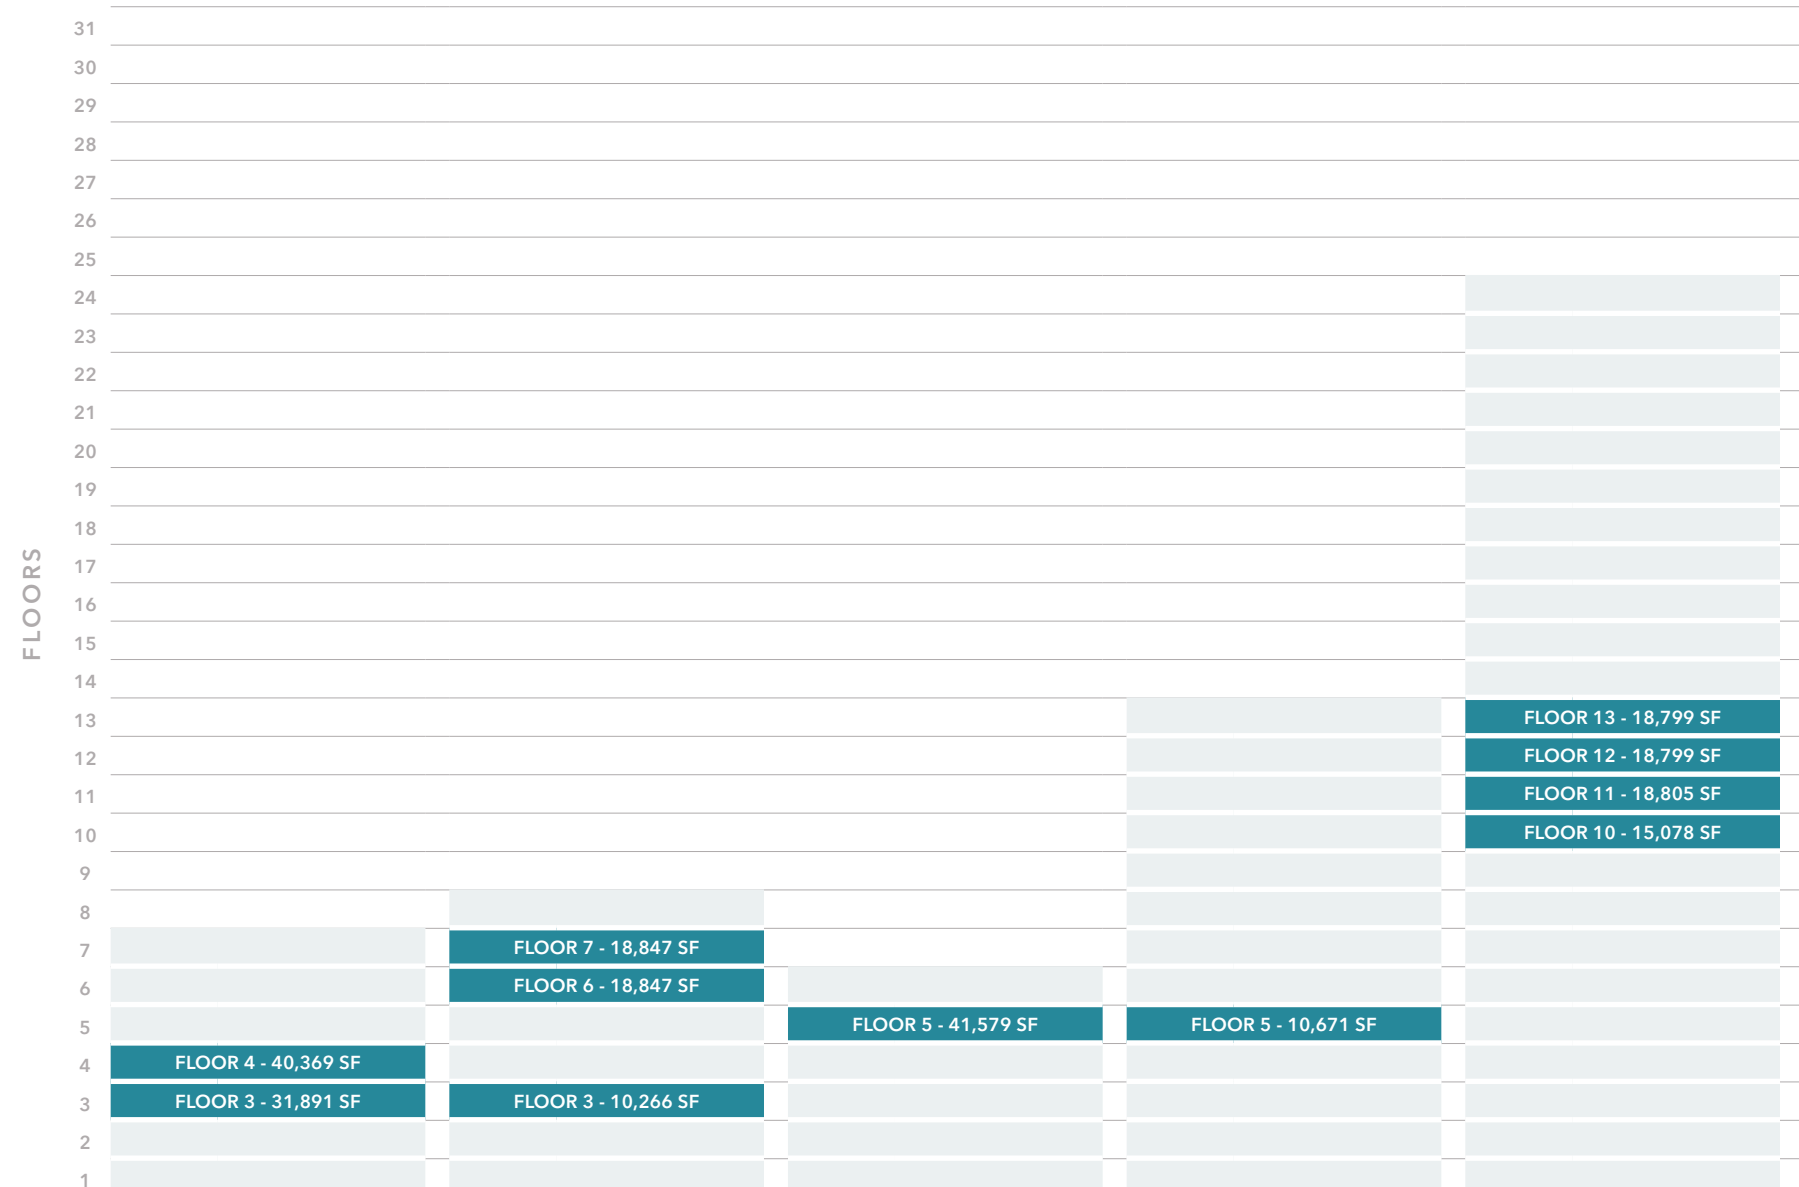 FLOORS
31
30
29
28
27
26
25
24
23
22
21
20
19
18
17
16
15
14
13
FLOOR 13 - 18,799 SF
12
FLOOR 12 - 18,799 SF
11
FLOOR 11 - 18,805 SF
10
FLOOR 10 - 15,078 SF
9
8
7
FLOOR 7 - 18,847 SF
6
FLOOR 6 - 18,847 SF
5
FLOOR 5 - 41,579 SF
FLOOR 5 - 10,671 SF
4
FLOOR 4 - 40,369 SF
3
FLOOR 3 - 31,891 SF
FLOOR 3 - 10,266 SF
2
1